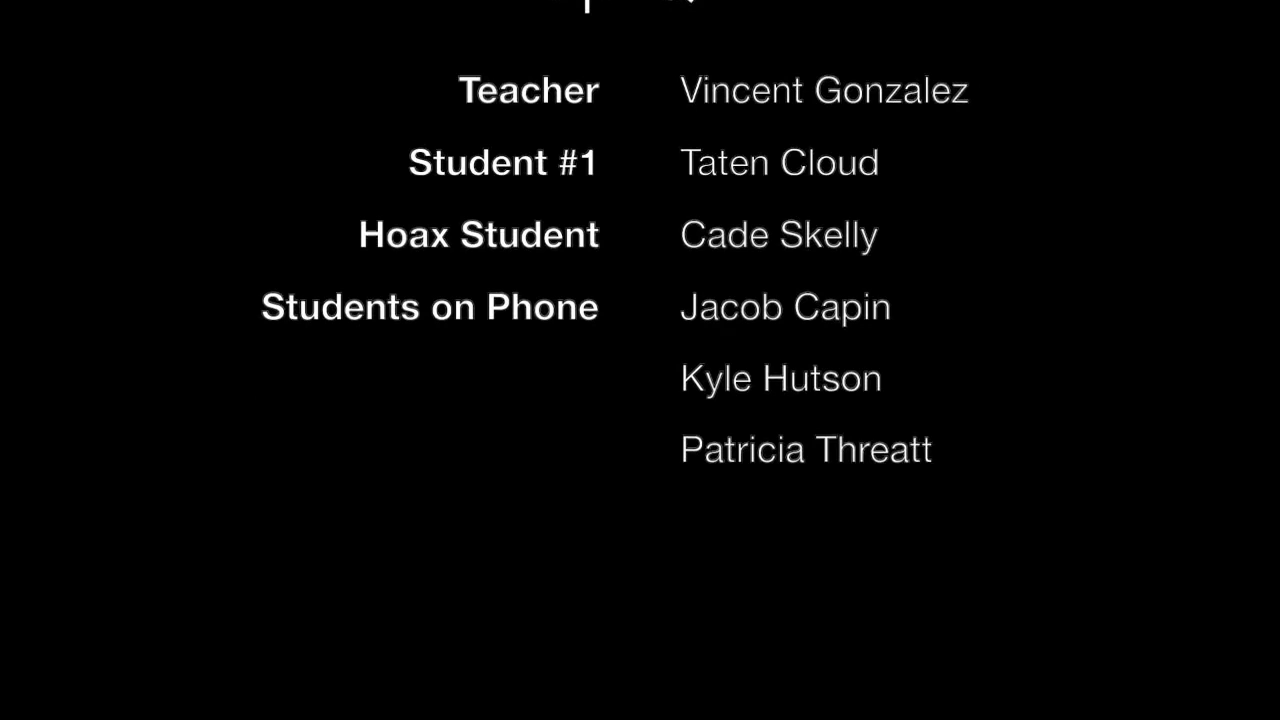 Teacher Vincent Gonzalez
Student #1 Taten Cloud
Hoax Student Cade Skelly
Students on Phone Jacob Capin
Kyle Hutson
Patricia Threatt